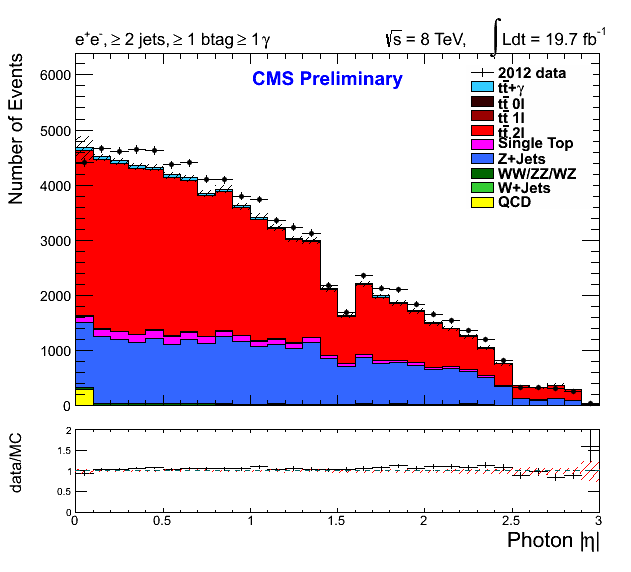 e⁺e⁻, ≥ 2 jets, ≥ 1 btag ≥ 1 γ
√s = 8 TeV, ∫ Ldt = 19.7 fb⁻¹
CMS Preliminary
2012 data
tt̄+γ
tt̄ 0l
tt̄ 1l
tt̄ 2l
Single Top
Z+Jets
WW/ZZ/WZ
W+Jets
QCD
Number of Events
6000
5000
4000
3000
2000
1000
0
data/MC
2
1.5
1
0.5
0
0 0.5 1 1.5 2 2.5 3
Photon |η|